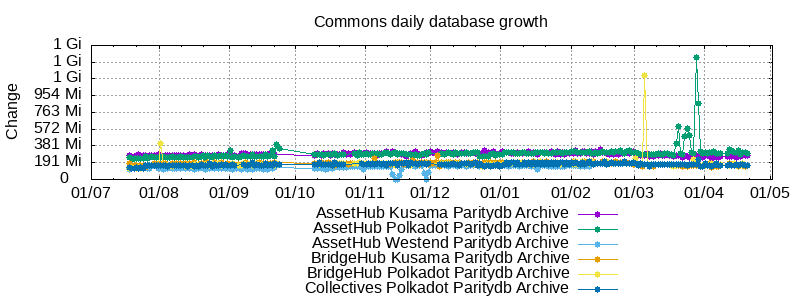 Commons daily database growth
Change
1 Gi
1 Gi
1 Gi
954 Mi
763 Mi
572 Mi
381 Mi
191 Mi
0
01/07 01/08 01/09 01/10 01/11 01/12 01/01 01/02 01/03 01/04 01/05
AssetHub Kusama Paritydb Archive
AssetHub Polkadot Paritydb Archive
AssetHub Westend Paritydb Archive
BridgeHub Kusama Paritydb Archive
BridgeHub Polkadot Paritydb Archive
Collectives Polkadot Paritydb Archive